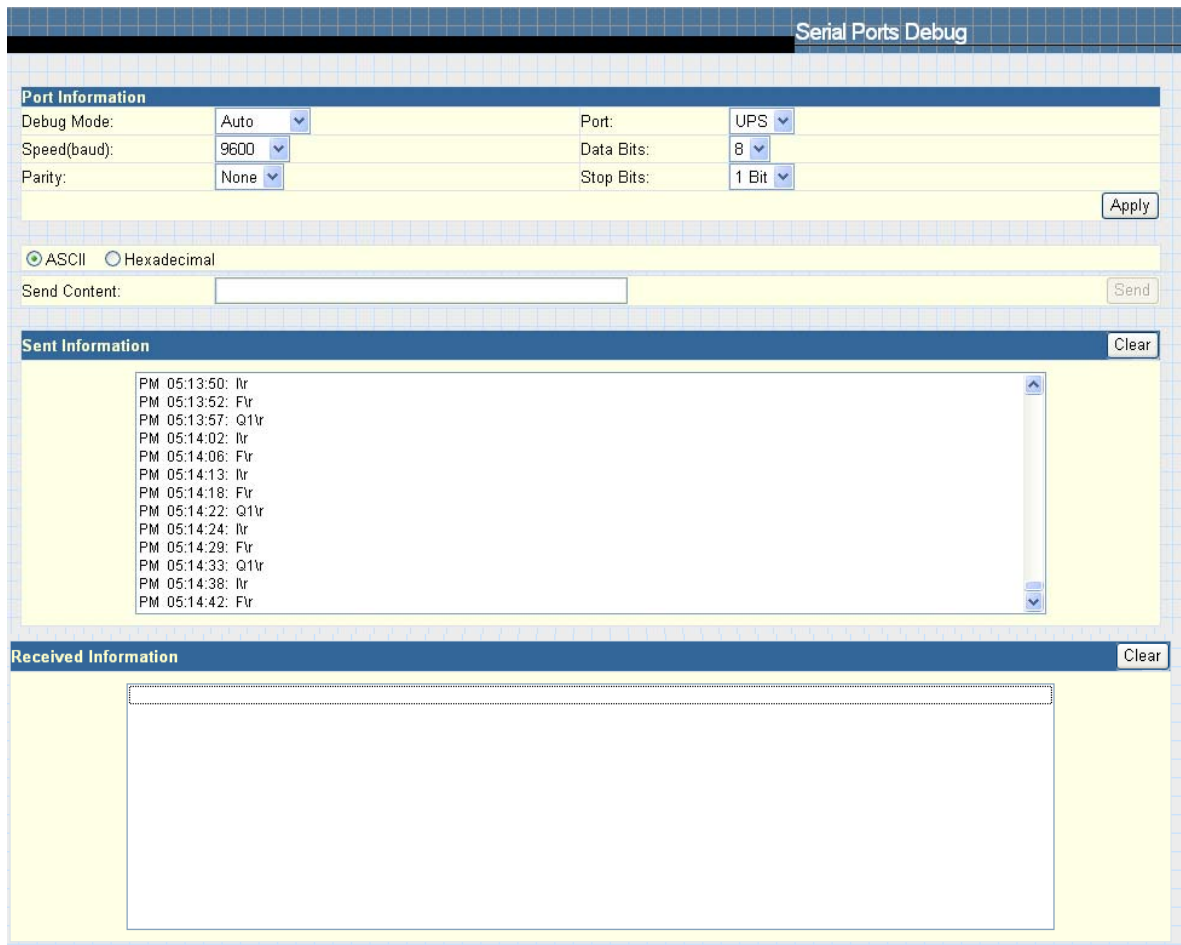 Serial Ports Debug
Port Information
Debug Mode: Auto Port: UPS
Speed(baud): 9600 Data Bits: 8
Parity: None Stop Bits: 1 Bit
Apply
ASCII Hexadecimal
Send Content: Send
Sent Information Clear
PM 05:13:50: I\r
PM 05:13:52: F\r
PM 05:13:57: Q1\r
PM 05:14:02: I\r
PM 05:14:06: F\r
PM 05:14:13: I\r
PM 05:14:18: F\r
PM 05:14:22: Q1\r
PM 05:14:24: I\r
PM 05:14:29: F\r
PM 05:14:33: Q1\r
PM 05:14:38: I\r
PM 05:14:42: F\r
Received Information Clear